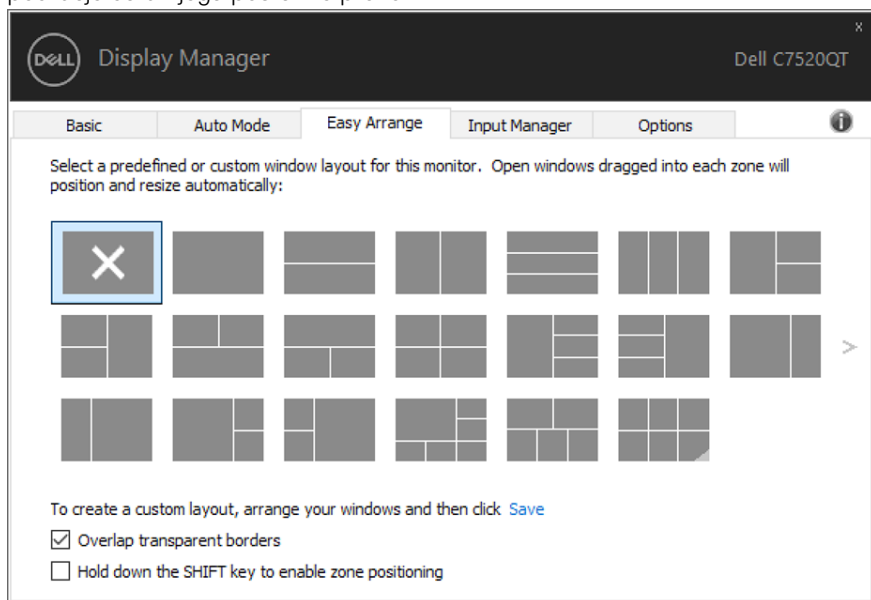 x
DELL Display Manager
Dell C7520QT
Basic Auto Mode Easy Arrange Input Manager Options
Select a predefined or custom window layout for this monitor. Open windows dragged into each zone will
position and resize automatically:
To create a custom layout, arrange your windows and then click Save
Overlap transparent borders
Hold down the SHIFT key to enable zone positioning